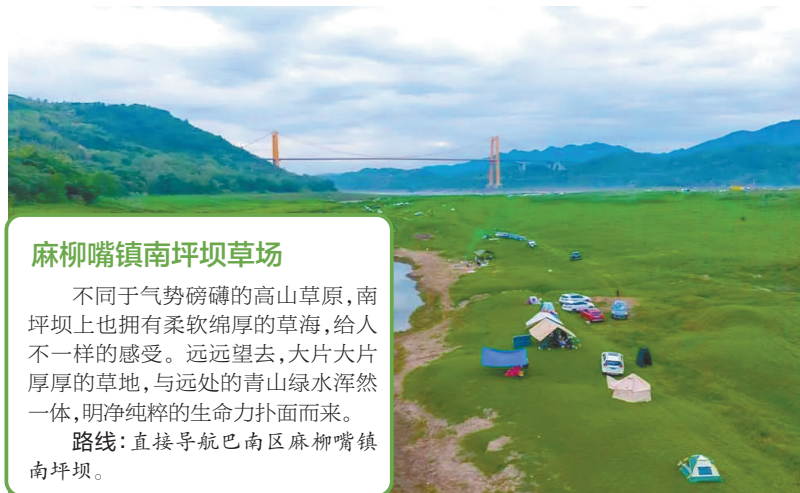 麻柳嘴镇南坪坝草场
不同于气势磅礴的高山草原，南
坪坝上也拥有柔软绵厚的草海，给人
不一样的感受。远远望去，大片大片
厚厚的草地，与远处的青山绿水浑然
一体，明净纯粹的生命力扑面而来。
路线：直接导航巴南区麻柳嘴镇
南坪坝。